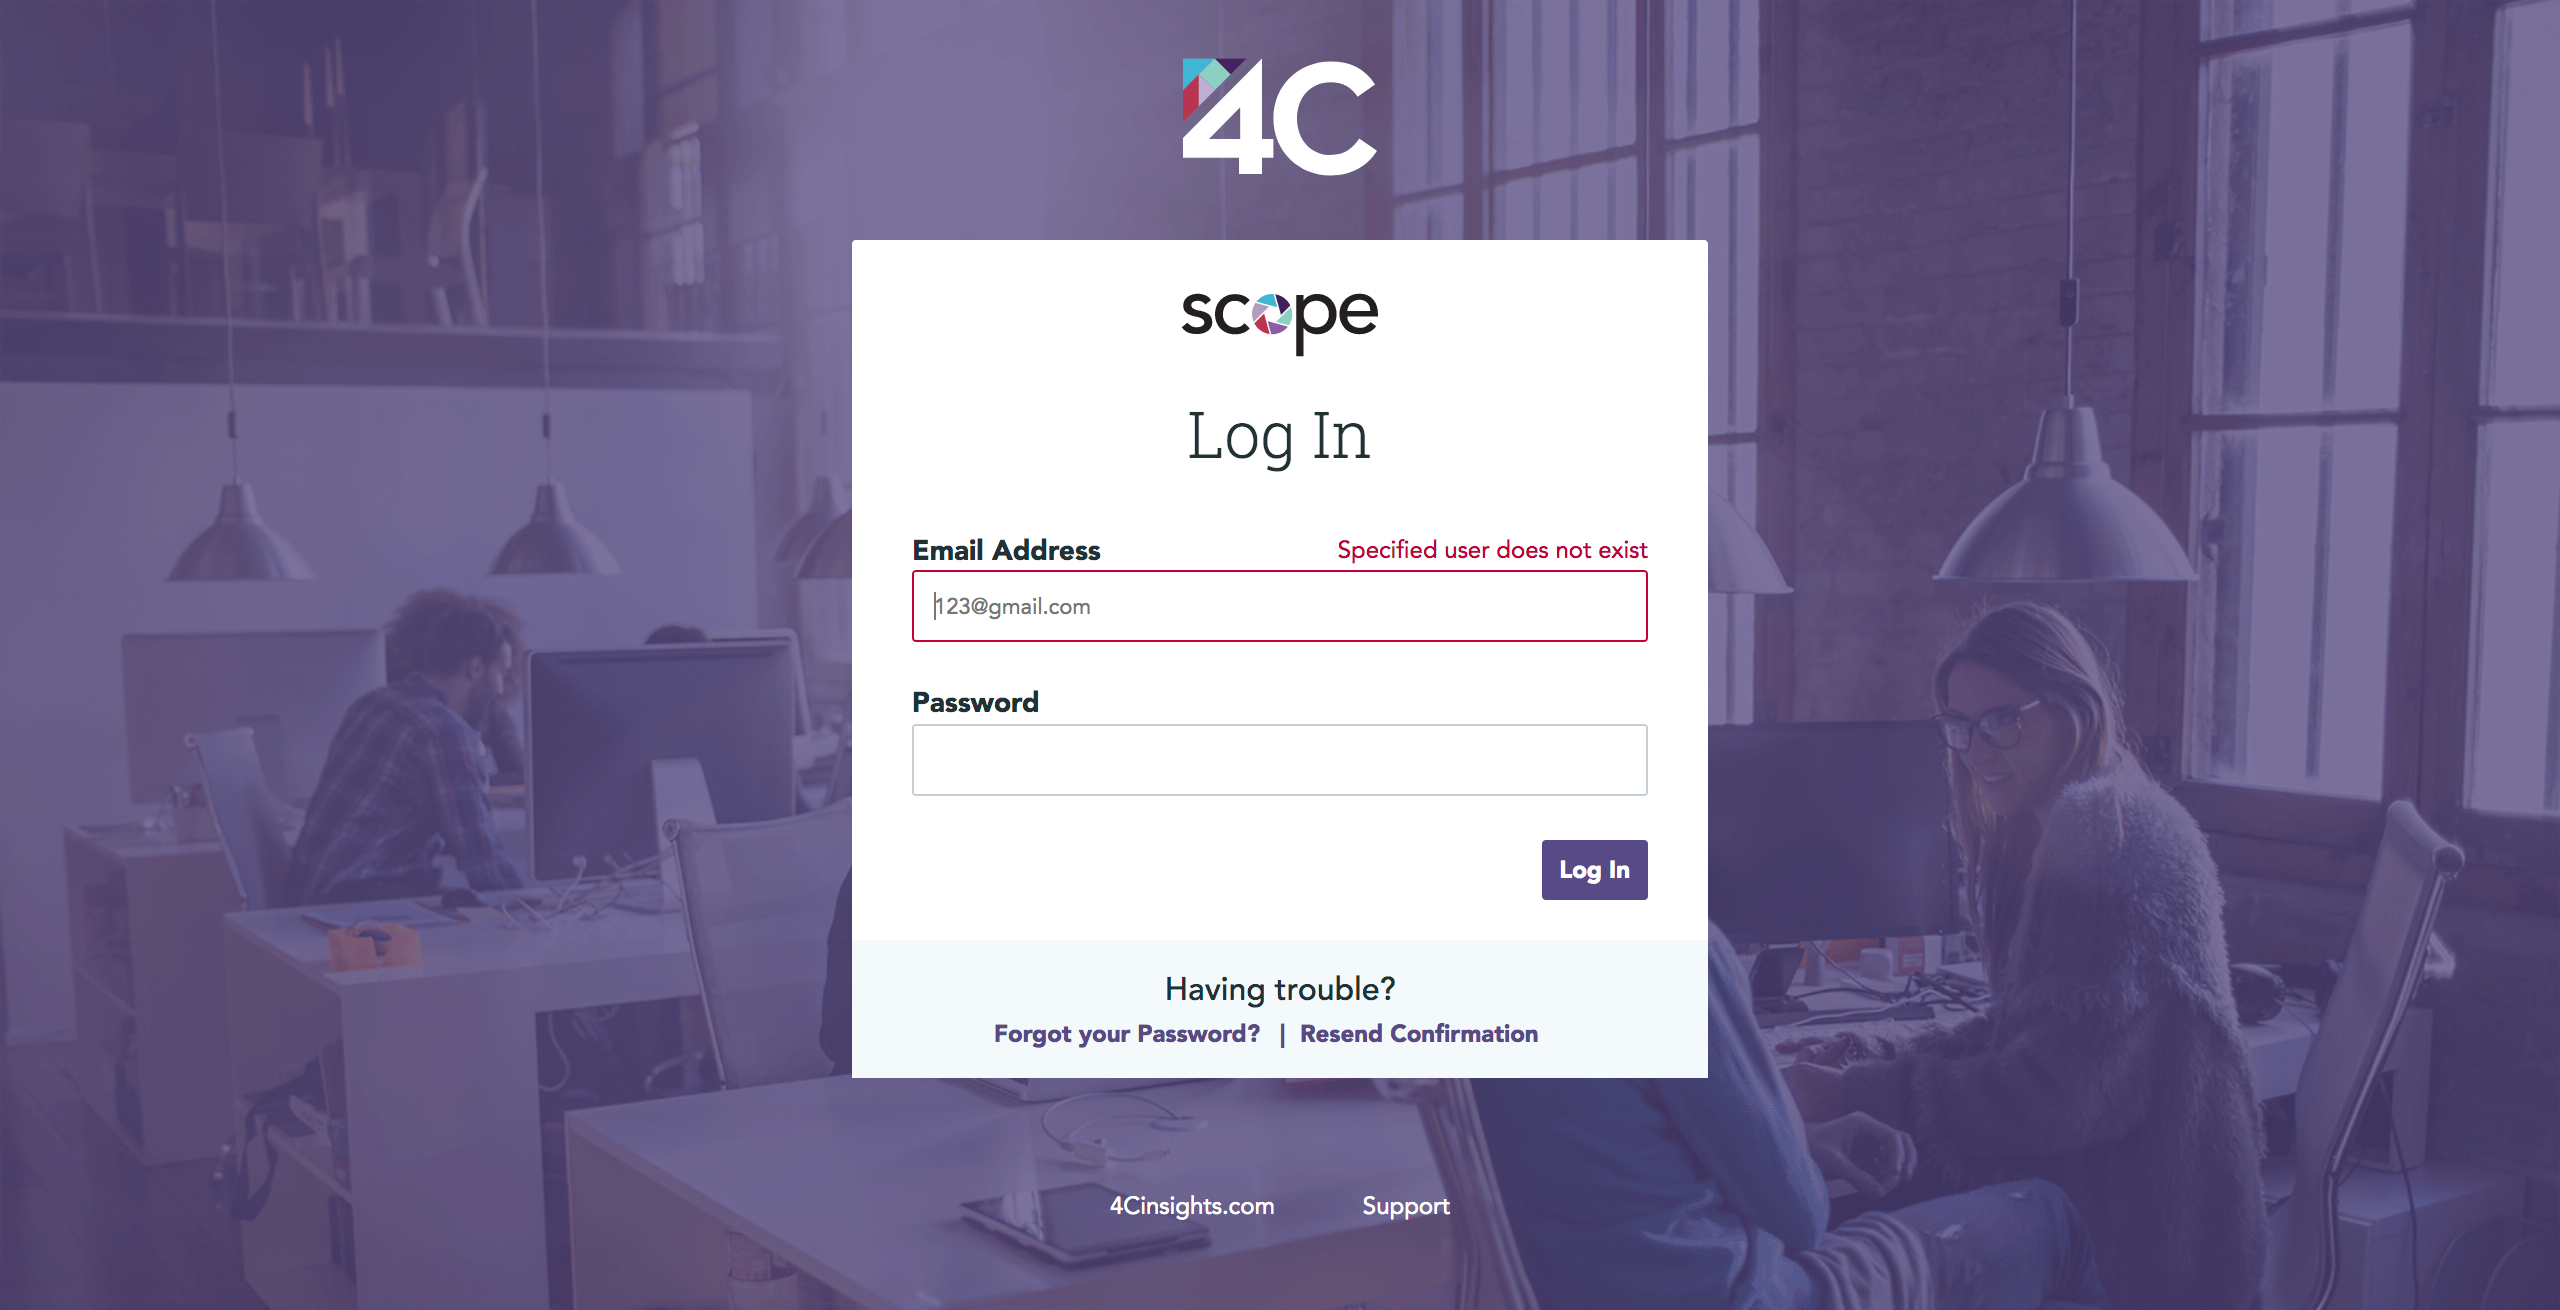 4C
scope
Log In
Email Address
Specified user does not exist
123@gmail.com
Password
Log In
Having trouble?
Forgot your Password? | Resend Confirmation
4Cinsights.com
Support